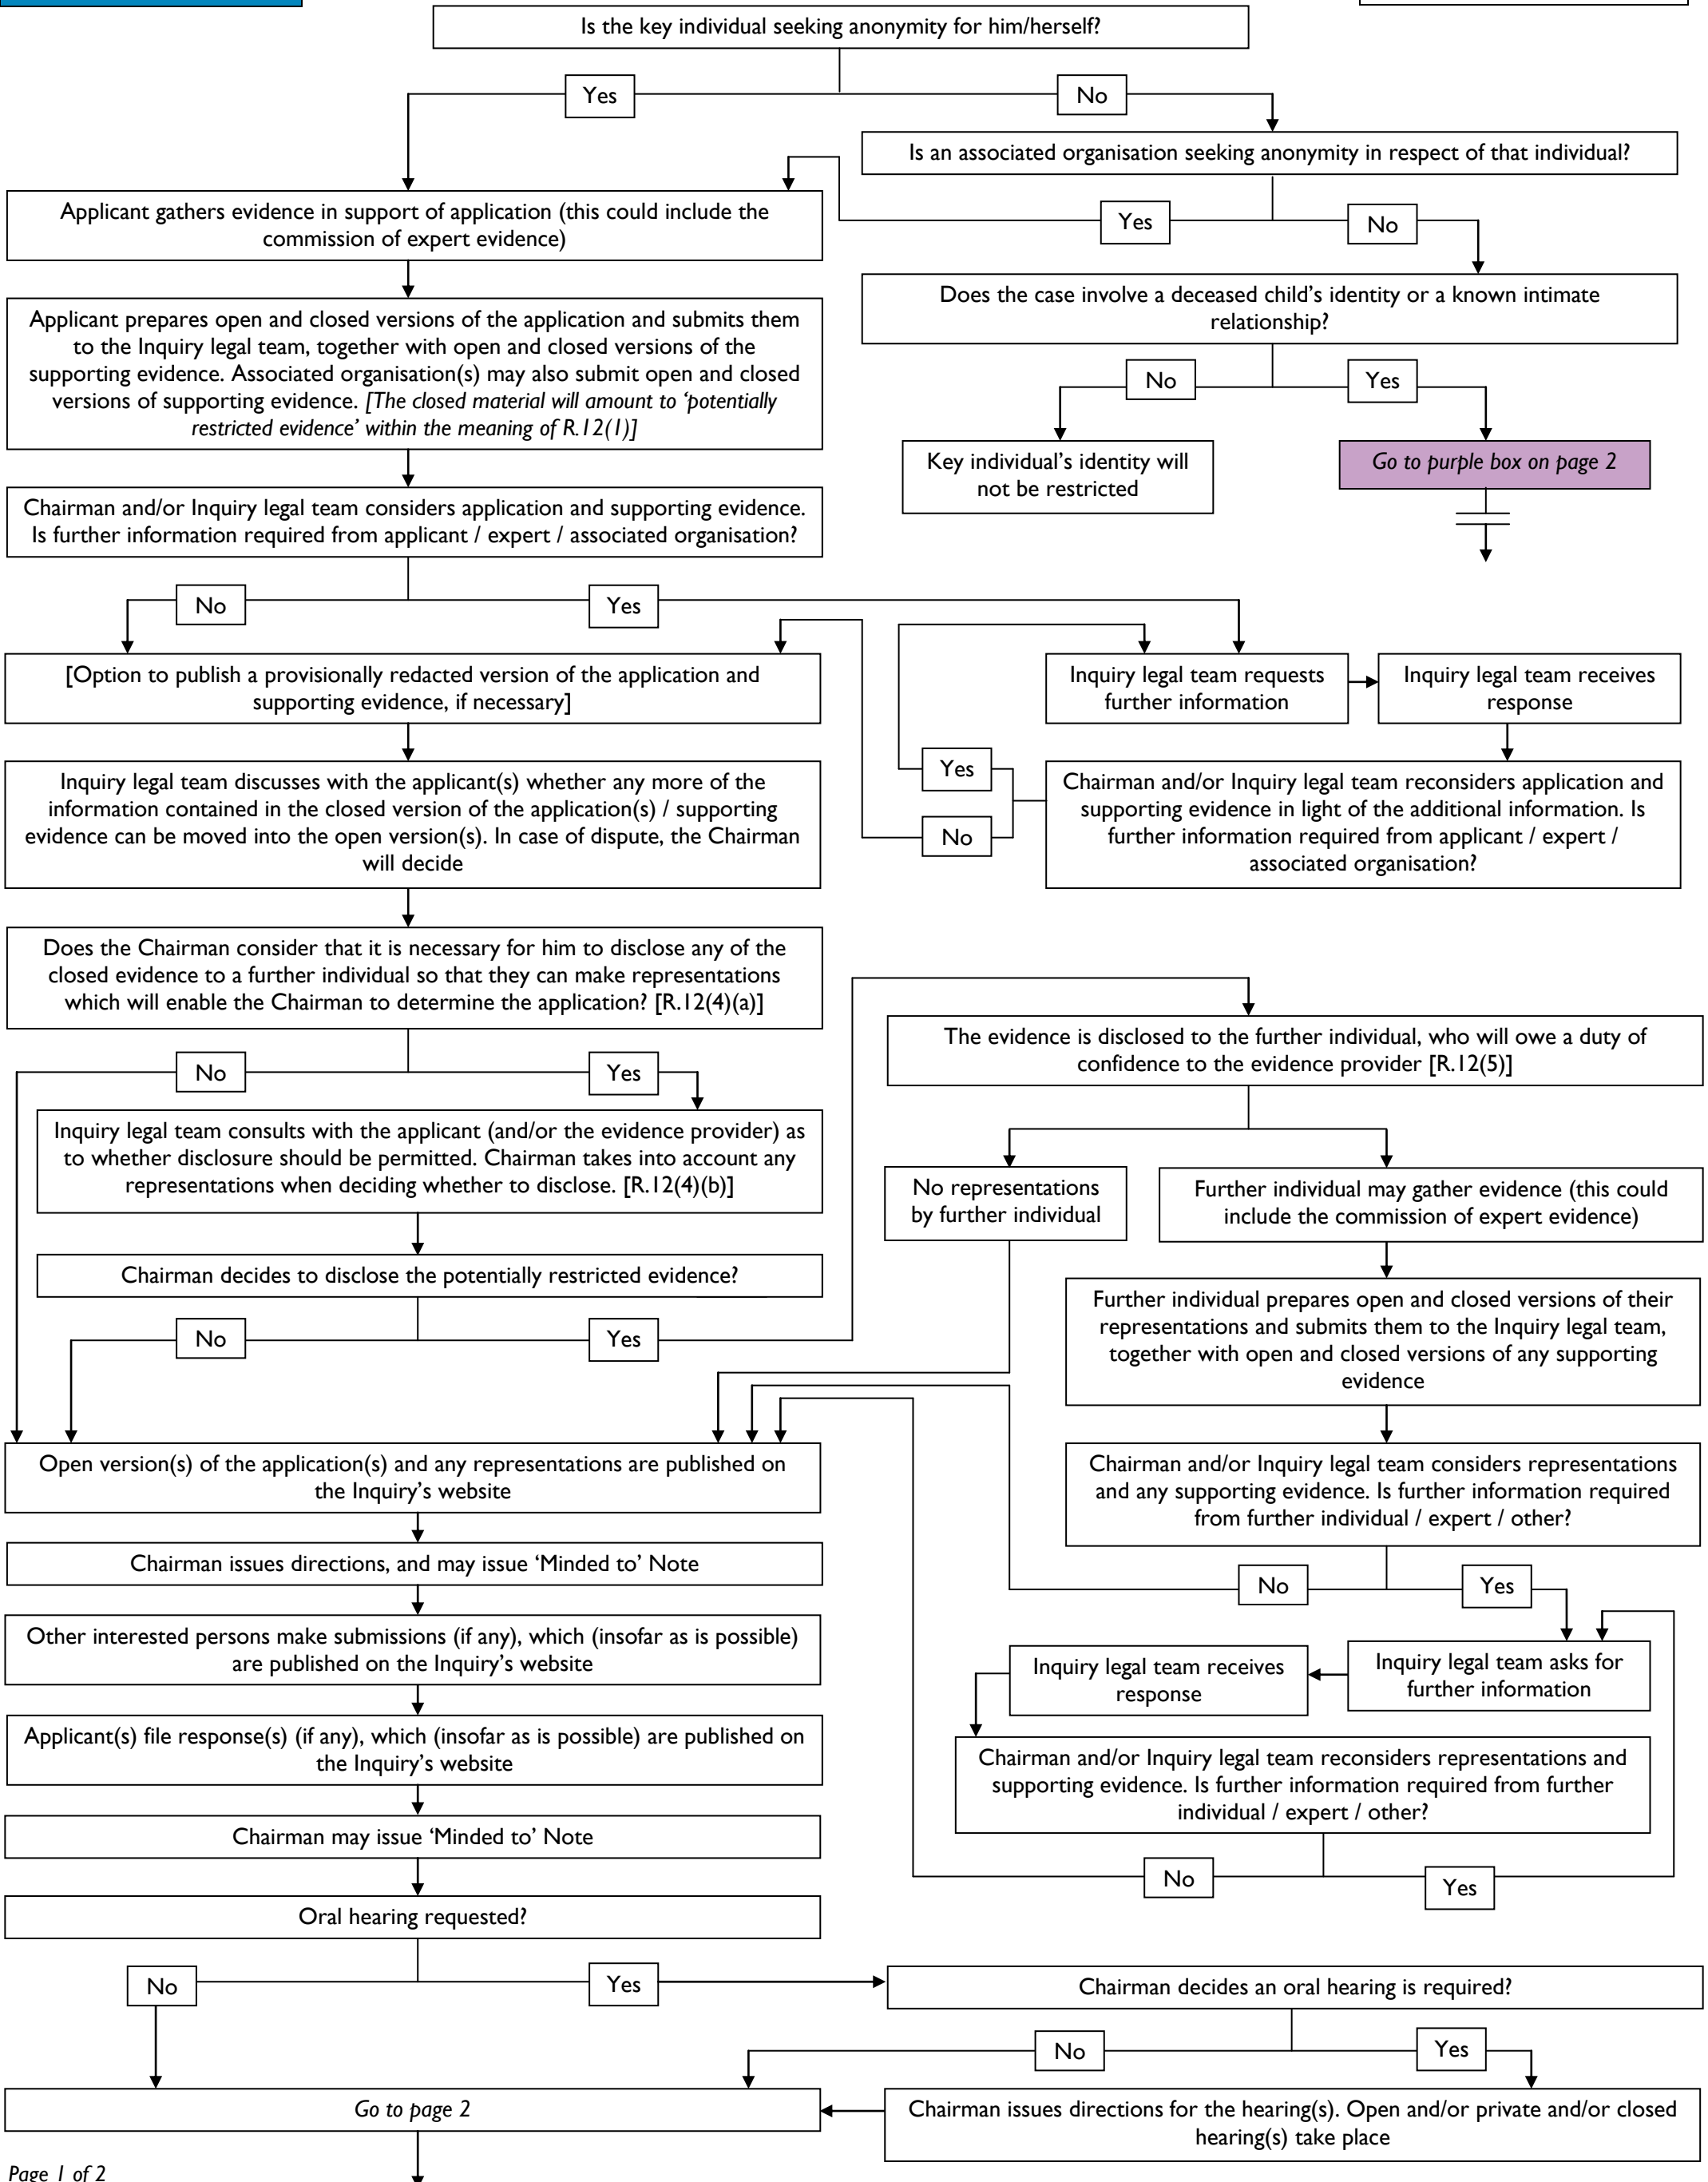 Is the key individual seeking anonymity for him/herself?
Yes
No
Is an associated organisation seeking anonymity in respect of that individual?
Applicant gathers evidence in support of application (this could include the
commission of expert evidence)
Yes
No
Does the case involve a deceased child’s identity or a known intimate
relationship?
Applicant prepares open and closed versions of the application and submits them
to the Inquiry legal team, together with open and closed versions of the
supporting evidence. Associated organisation(s) may also submit open and closed
versions of supporting evidence. [The closed material will amount to ‘potentially
restricted evidence’ within the meaning of R.12(1)]
No
Yes
Key individual’s identity will
not be restricted
Go to purple box on page 2
Chairman and/or Inquiry legal team considers application and supporting evidence.
Is further information required from applicant / expert / associated organisation?
No
Yes
[Option to publish a provisionally redacted version of the application and
supporting evidence, if necessary]
Inquiry legal team requests
further information
Inquiry legal team receives
response
Inquiry legal team discusses with the applicant(s) whether any more of the
information contained in the closed version of the application(s) / supporting
evidence can be moved into the open version(s). In case of dispute, the Chairman
will decide
Yes
No
Chairman and/or Inquiry legal team reconsiders application and
supporting evidence in light of the additional information. Is
further information required from applicant / expert /
associated organisation?
Does the Chairman consider that it is necessary for him to disclose any of the
closed evidence to a further individual so that they can make representations
which will enable the Chairman to determine the application? [R.12(4)(a)]
The evidence is disclosed to the further individual, who will owe a duty of
confidence to the evidence provider [R.12(5)]
No
Yes
Inquiry legal team consults with the applicant (and/or the evidence provider) as
to whether disclosure should be permitted. Chairman takes into account any
representations when deciding whether to disclose. [R.12(4)(b)]
No representations
by further individual
Further individual may gather evidence (this could
include the commission of expert evidence)
Chairman decides to disclose the potentially restricted evidence?
No
Yes
Further individual prepares open and closed versions of their
representations and submits them to the Inquiry legal team,
together with open and closed versions of any supporting
evidence
Open version(s) of the application(s) and any representations are published on
the Inquiry’s website
Chairman and/or Inquiry legal team considers representations
and any supporting evidence. Is further information required
from further individual / expert / other?
Chairman issues directions, and may issue ‘Minded to’ Note
No
Yes
Other interested persons make submissions (if any), which (insofar as is possible)
are published on the Inquiry’s website
Inquiry legal team receives
response
Inquiry legal team asks for
further information
Applicant(s) file response(s) (if any), which (insofar as is possible) are published on
the Inquiry’s website
Chairman and/or Inquiry legal team reconsiders representations and
supporting evidence. Is further information required from further
individual / expert / other?
Chairman may issue ‘Minded to’ Note
No
Yes
Oral hearing requested?
No
Yes
Chairman decides an oral hearing is required?
No
Yes
Go to page 2
Chairman issues directions for the hearing(s). Open and/or private and/or closed
hearing(s) take place
Page 1 of 2